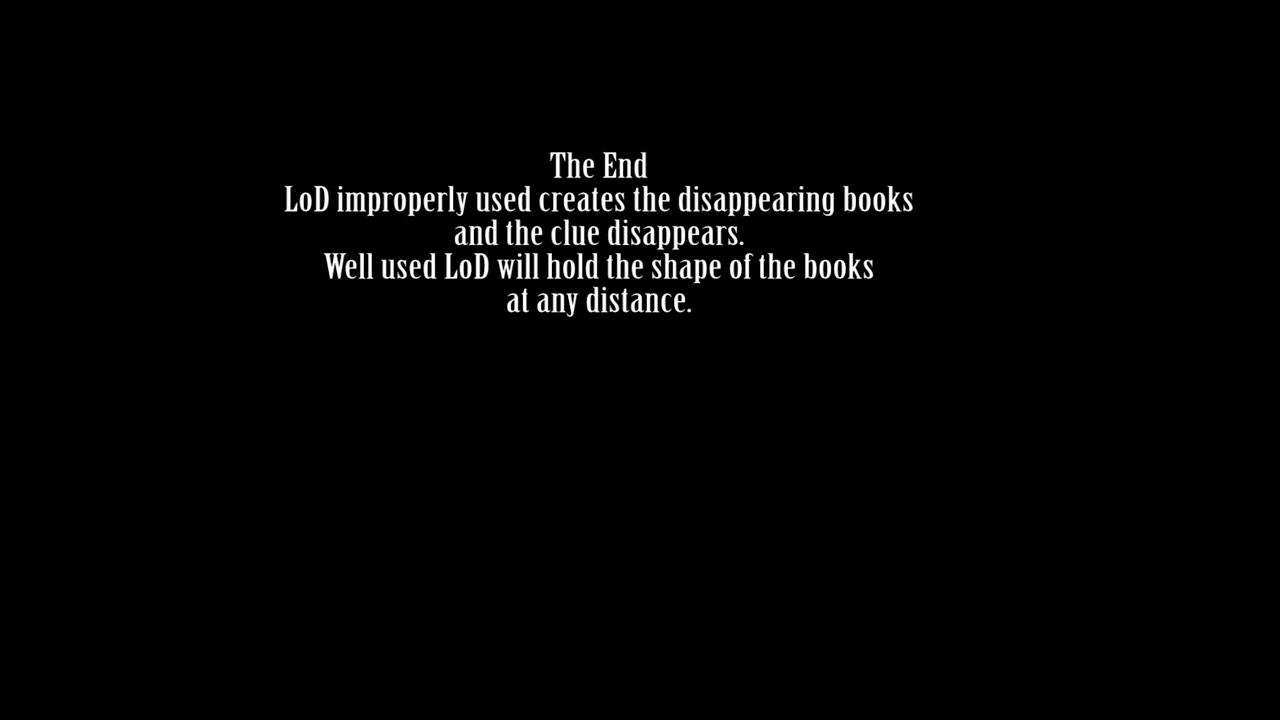 The End
LoD improperly used creates the disappearing books
and the clue disappears.
Well used LoD will hold the shape of the books
at any distance.